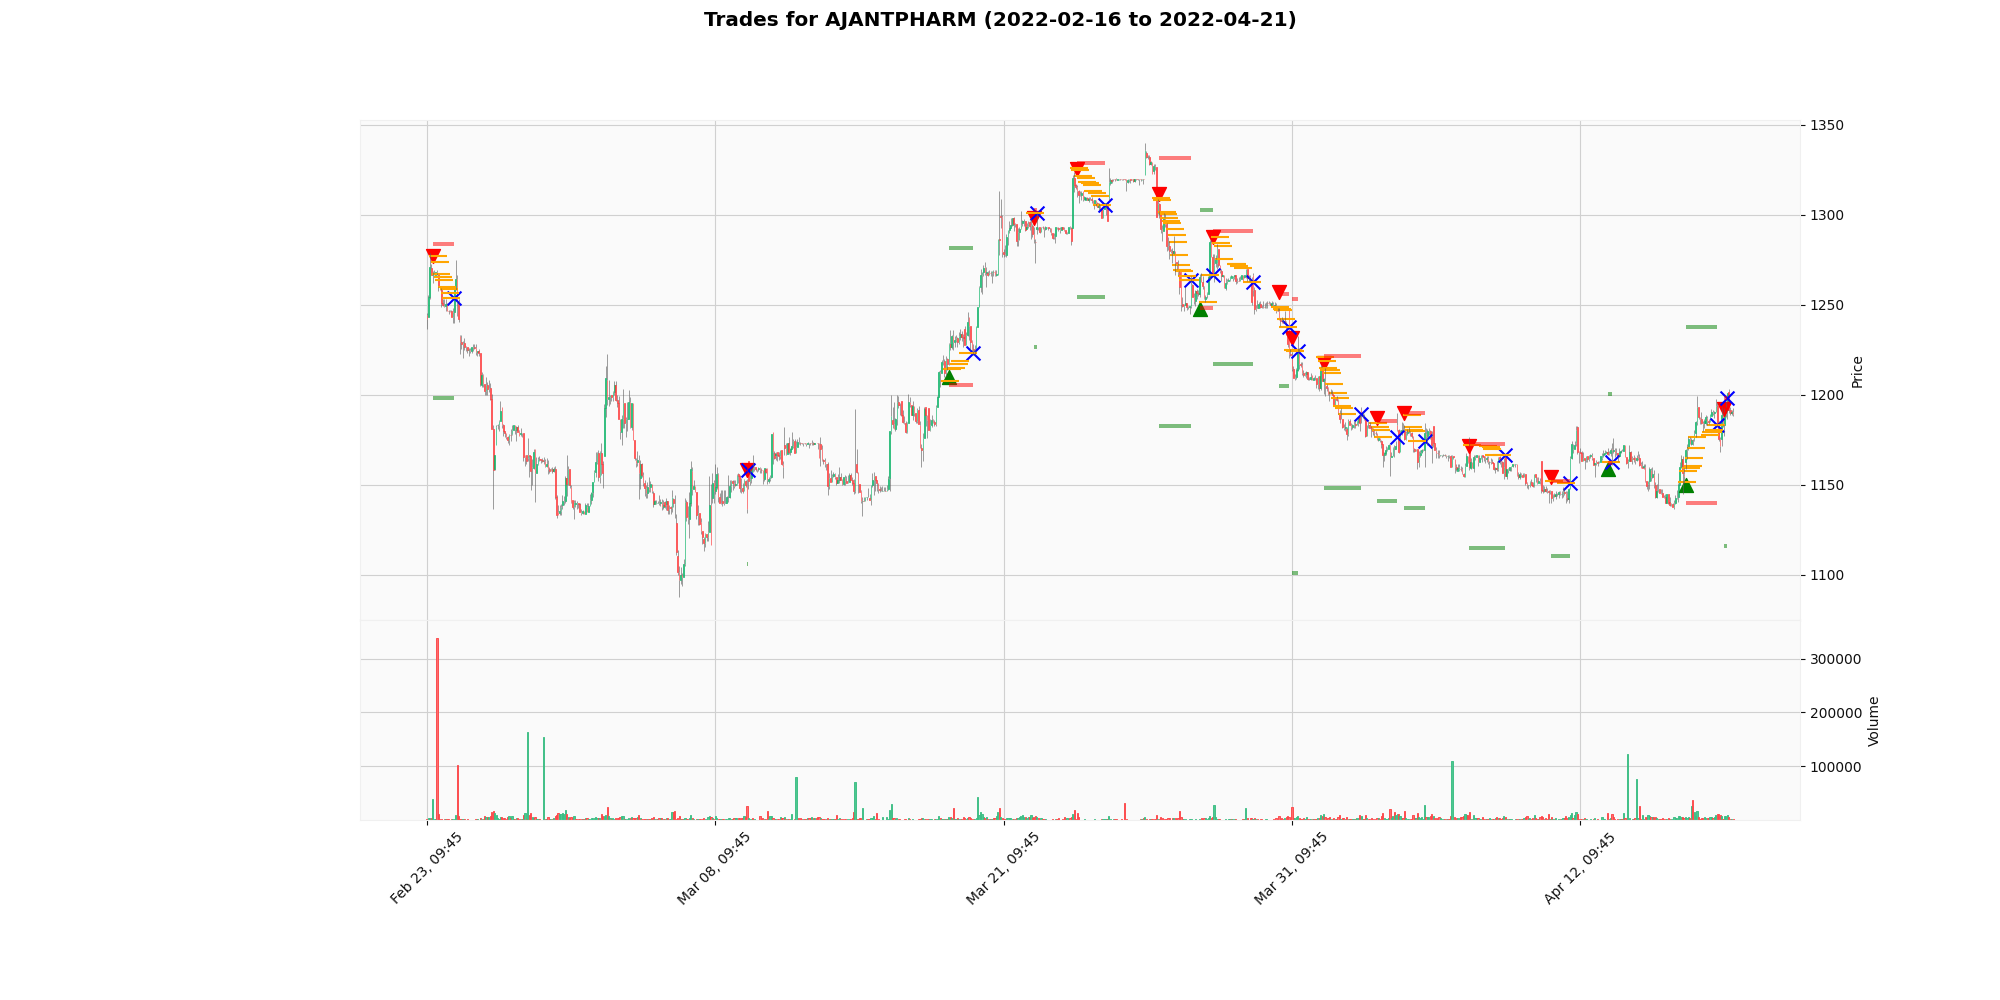 Trades for AJANTPHARM (2022-02-16 to 2022-04-21)
1350
1300
1250
1200
1150
1100
Price
300000
200000
100000
Volume
Feb 23, 09:45
Mar 08, 09:45
Mar 21, 09:45
Mar 31, 09:45
Apr 12, 09:45